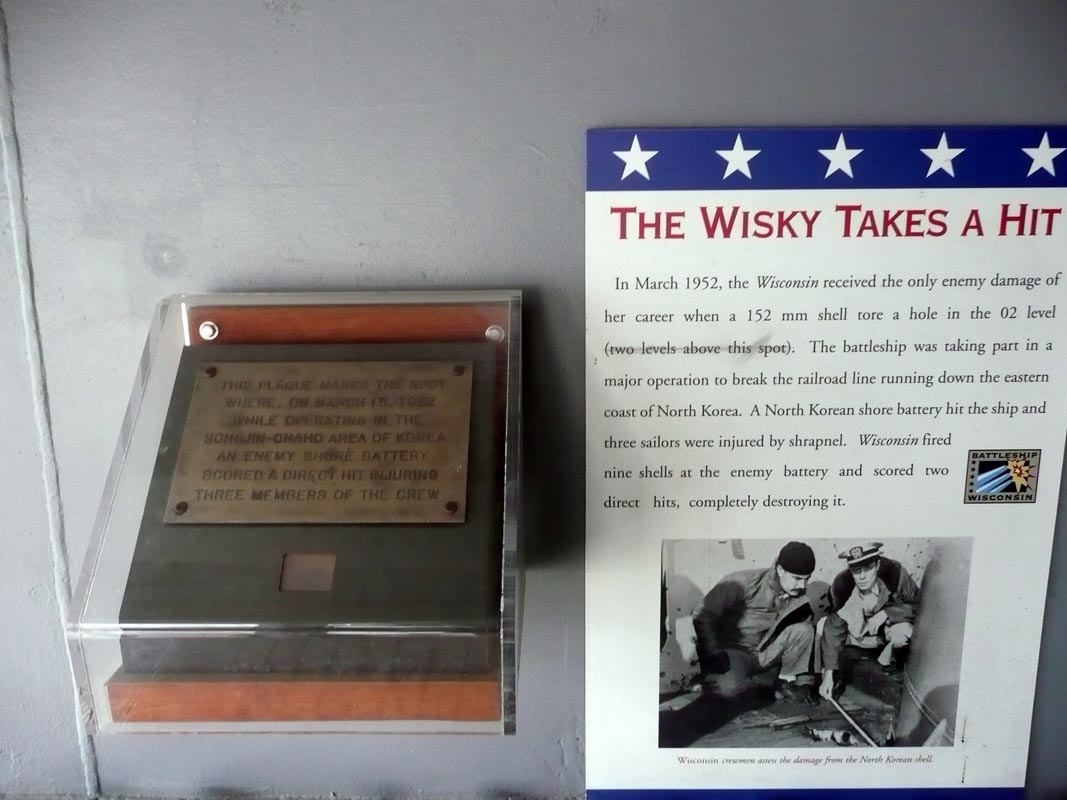 THIS PLAQUE MARKS THE SPOT
WHERE, ON MARCH 15, 1952
WHILE OPERATING IN THE
SONGJIN-CHAHO AREA OF KOREA
AN ENEMY SHORE BATTERY
SCORED A DIRECT HIT INJURING
THREE MEMBERS OF THE CREW
THE WISKY TAKES A HIT
In March 1952, the Wisconsin received the only enemy damage of
her career when a 152 mm shell tore a hole in the 02 level
(two levels above this spot). The battleship was taking part in a
major operation to break the railroad line running down the eastern
coast of North Korea. A North Korean shore battery hit the ship and
three sailors were injured by shrapnel. Wisconsin fired
nine shells at the enemy battery and scored two
direct hits, completely destroying it.
BATTLESHIP
WISCONSIN
Wisconsin crewmen assess the damage from the North Korean shell.